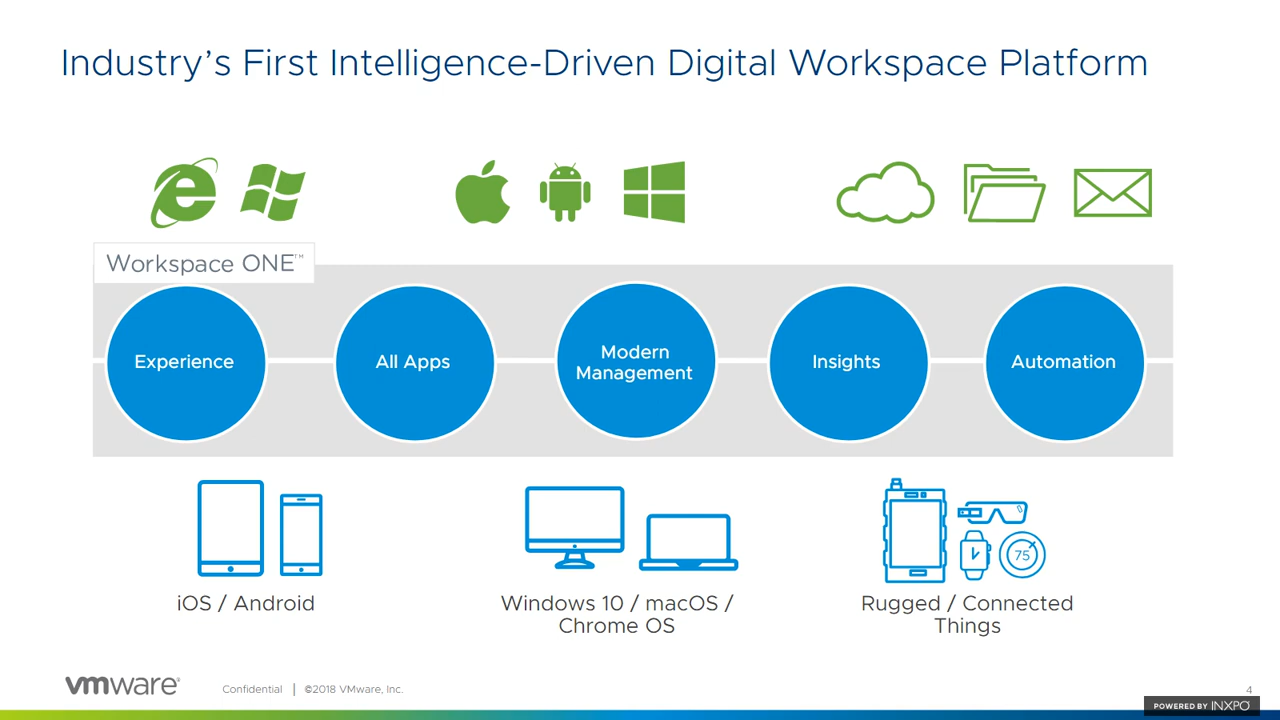 Industry’s First Intelligence-Driven Digital Workspace Platform
Workspace ONE™
Experience
All Apps
Modern
Management
Insights
Automation
75
iOS / Android
Windows 10 / macOS /
Chrome OS
Rugged / Connected
Things
vmware®
Confidential | ©2018 VMware, Inc.
4
POWERED BY INXPO